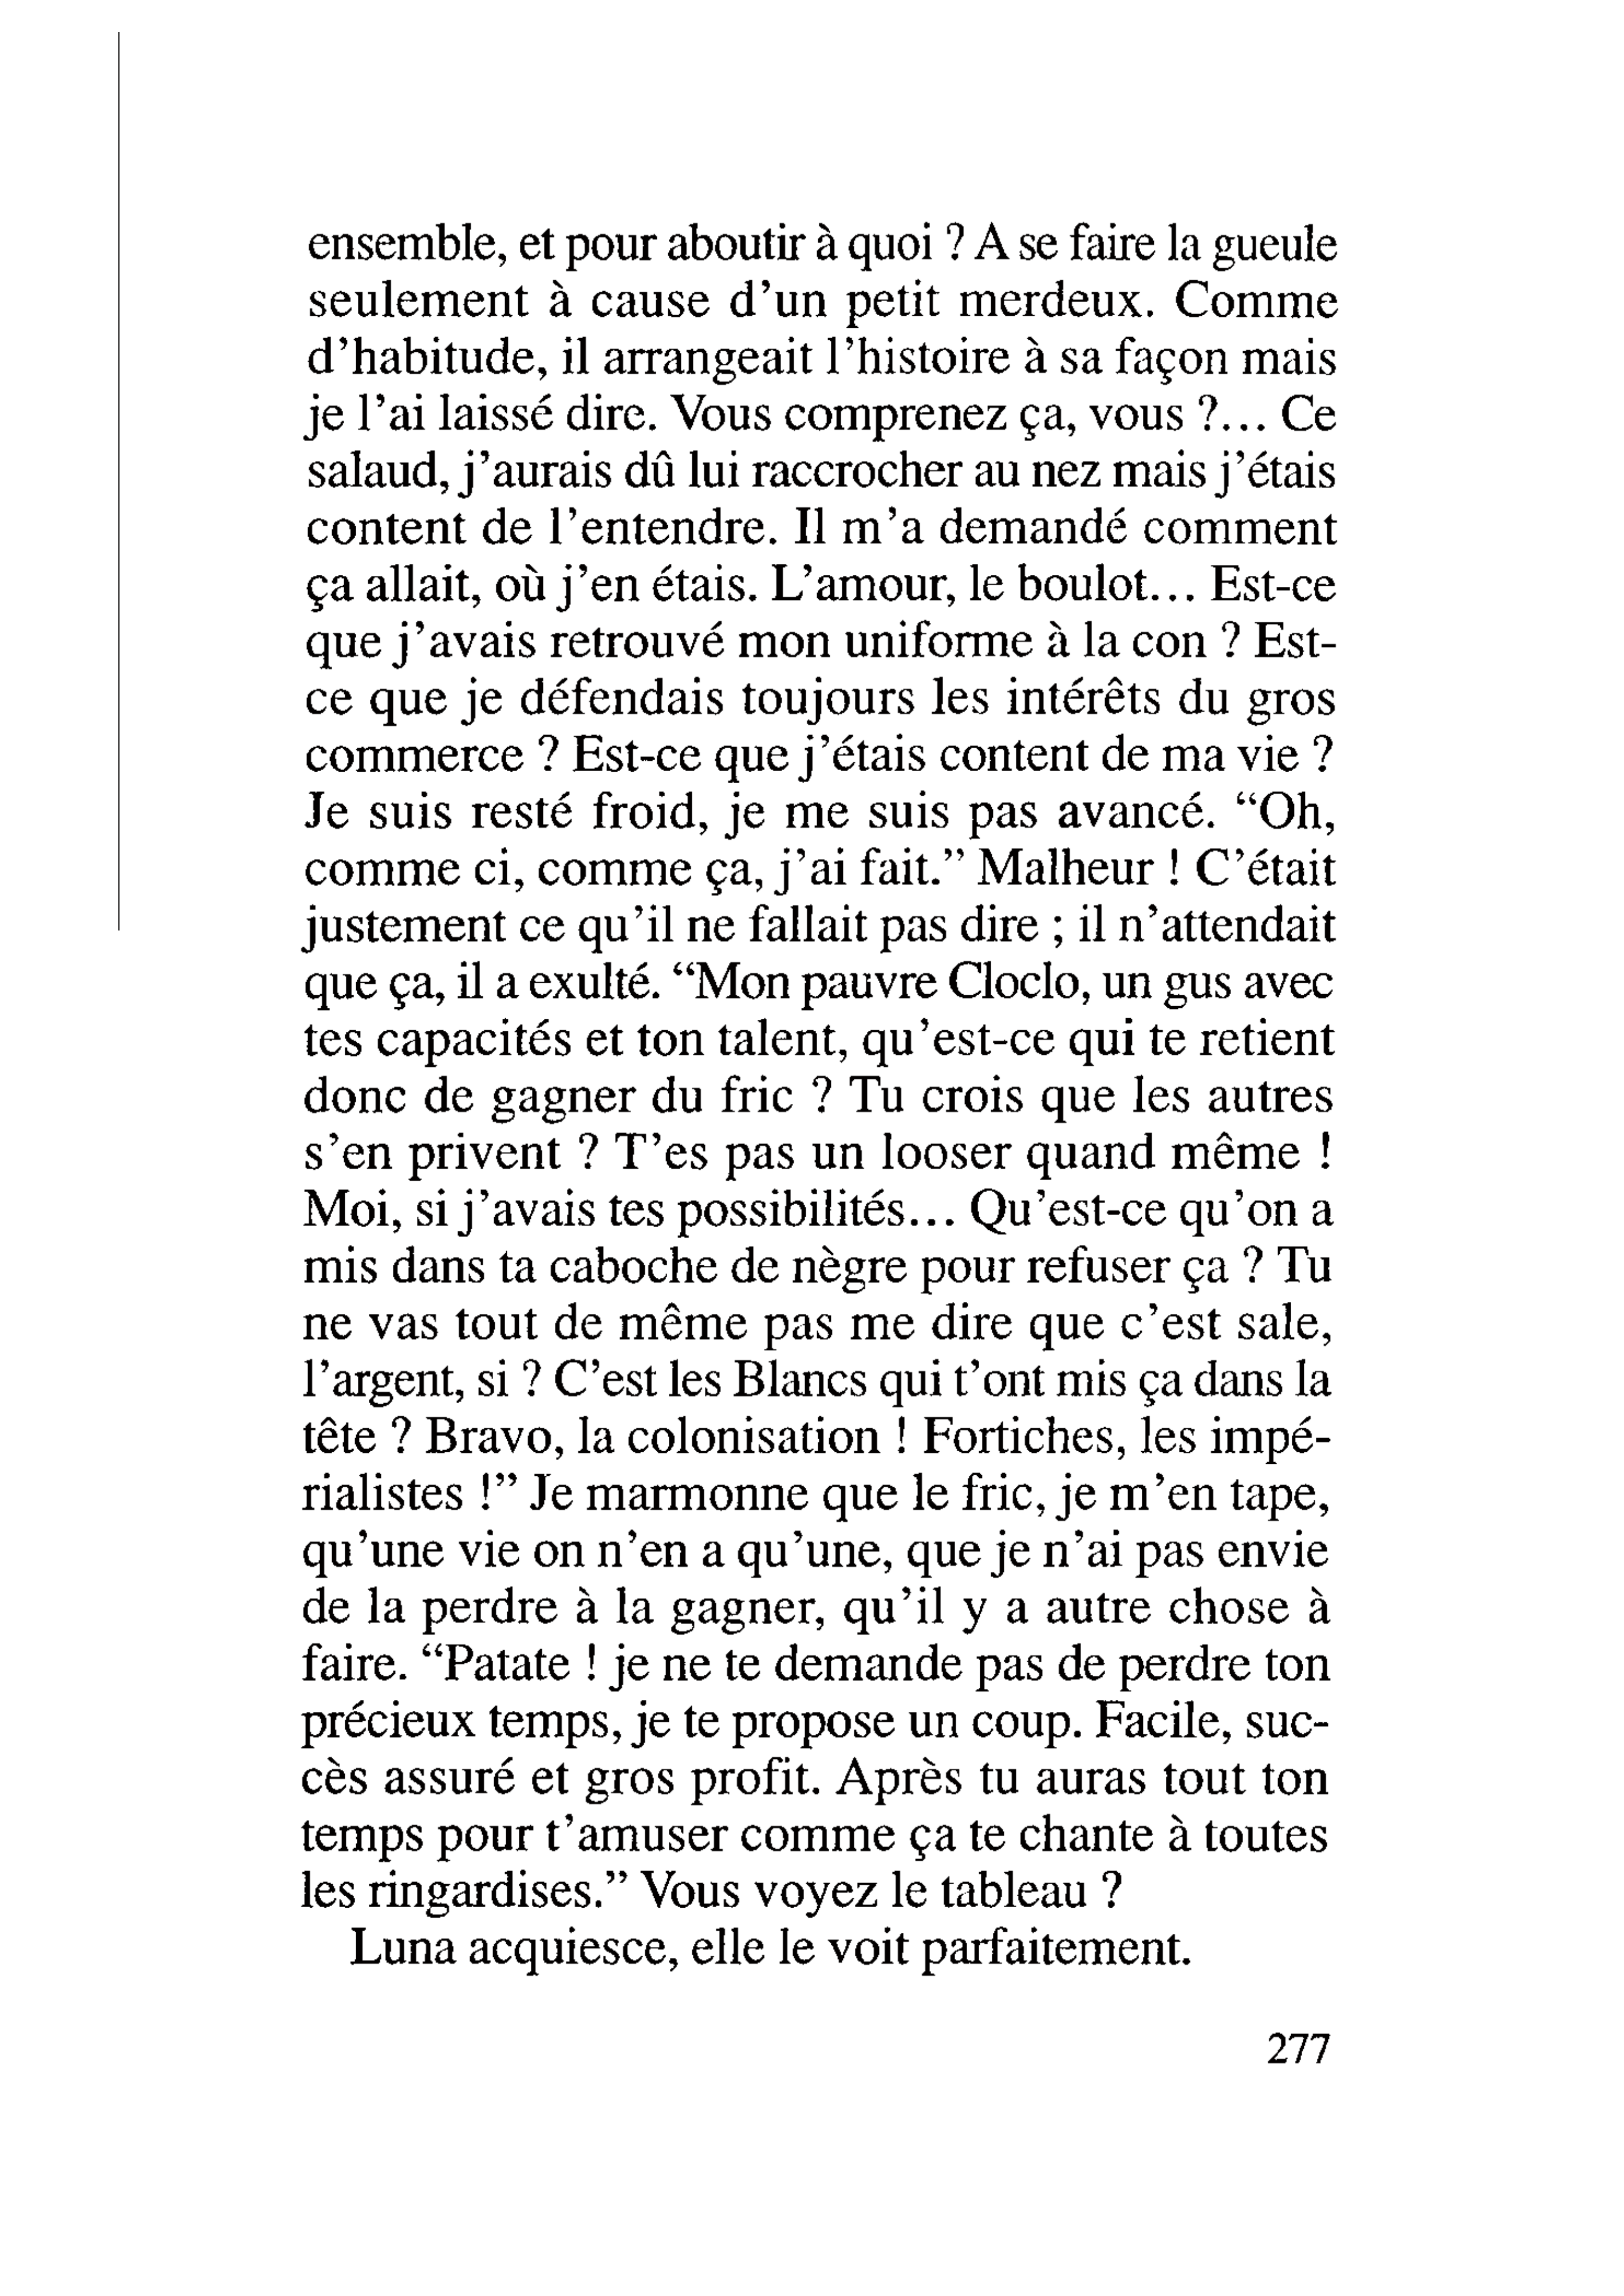 ensemble, et pour aboutir à quoi ? A se faire la gueule
seulement à cause d'un petit merdeux. Comme
d'habitude, il arrangeait l'histoire à sa façon mais
je l'ai laissé dire. Vous comprenez ça, vous ?... Ce
salaud, j'aurais dû lui raccrocher au nez mais j'étais
content de l'entendre. Il m'a demandé comment
ça allait, où j'en étais. L'amour, le boulot... Est-ce
que j'avais retrouvé mon uniforme à la con ? Est-
ce que je défendais toujours les intérêts du gros
commerce ? Est-ce que j'étais content de ma vie ?
Je suis resté froid, je me suis pas avancé. “Oh,
comme ci, comme ça, j'ai fait.” Malheur ! C'était
justement ce qu'il ne fallait pas dire ; il n'attendait
que ça, il a exulté. “Mon pauvre Cloclo, un gus avec
tes capacités et ton talent, qu'est-ce qui te retient
donc de gagner du fric ? Tu crois que les autres
s'en privent ? T'es pas un looser quand même !
Moi, si j'avais tes possibilités... Qu'est-ce qu'on a
mis dans ta caboche de nègre pour refuser ça ? Tu
ne vas tout de même pas me dire que c'est sale,
l'argent, si ? C'est les Blancs qui t'ont mis ça dans la
tête ? Bravo, la colonisation ! Fortiches, les impé-
rialistes !” Je marmonne que le fric, je m'en tape,
qu'une vie on n'en a qu'une, que je n'ai pas envie
de la perdre à la gagner, qu'il y a autre chose à
faire. “Patate ! je ne te demande pas de perdre ton
précieux temps, je te propose un coup. Facile, suc-
cès assuré et gros profit. Après tu auras tout ton
temps pour t'amuser comme ça te chante à toutes
les ringardises.” Vous voyez le tableau ?
Luna acquiesce, elle le voit parfaitement.
277